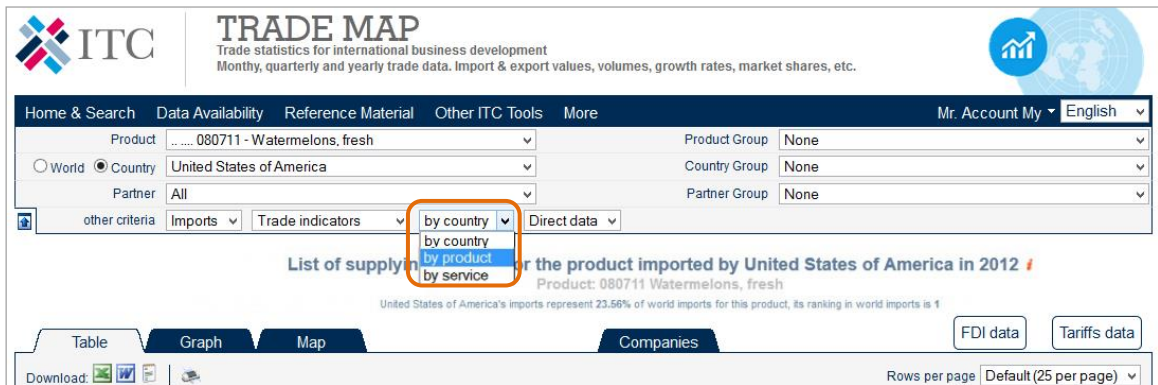 ITC
TRADE MAP
Trade statistics for international business development
Monthy, quarterly and yearly trade data. Import & export values, volumes, growth rates, market shares, etc.
Home & Search Data Availability Reference Material Other ITC Tools More Mr. Account My English
Product .. .... 080711 - Watermelons, fresh Product Group None
World Country United States of America Country Group None
Partner All Partner Group None
other criteria Imports Trade indicators by country Direct data
by country
by product
by service
List of supplyin or the product imported by United States of America in 2012 i
Product: 080711 Watermelons, fresh
United States of America's imports represent 23.56% of world imports for this product, its ranking in world imports is 1
Table Graph Map Companies FDI data Tariffs data
Download: Rows per page Default (25 per page)